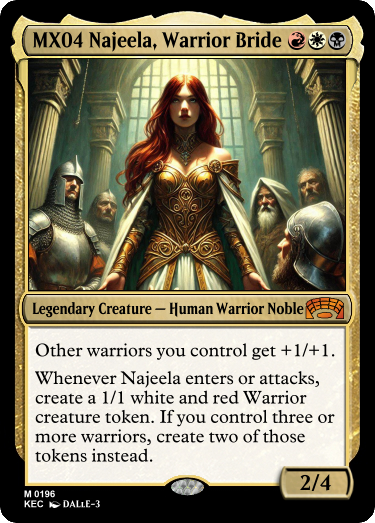 MX04 Najeela, Warrior Bride
Legendary Creature — Human Warrior Noble
Other warriors you control get +1/+1.
Whenever Najeela enters or attacks,
create a 1/1 white and red Warrior
creature token. If you control three or
more warriors, create two of those
tokens instead.
2/4
M 0196
KEC DALLE-3